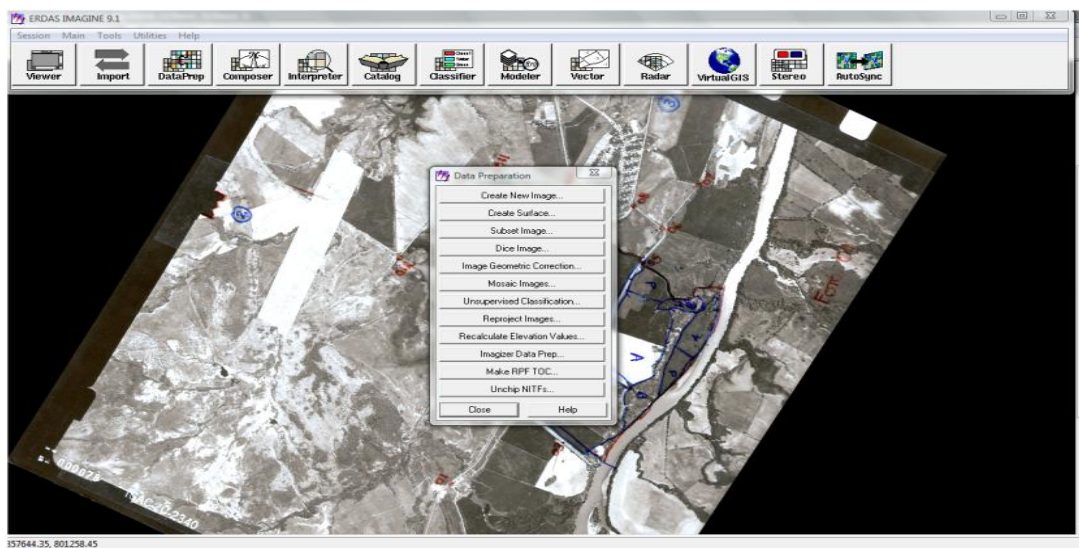 ERDAS IMAGINE 9.1
Session Main Tools Utilities Help
Viewer Import DataPrep Composer Interpreter Catalog Classifier Modeler Vector Radar VirtualGIS Stereo AutoSync
Data Preparation
Create New Image...
Create Surface...
Subset Image...
Dice Image...
Image Geometric Correction...
Mosaic Images...
Unsupervised Classification...
Reproject Images...
Recalculate Elevation Values...
Imagizer Data Prep...
Make RPF TOC...
Unchip NITFs...
Close Help
357644.35, 801258.45